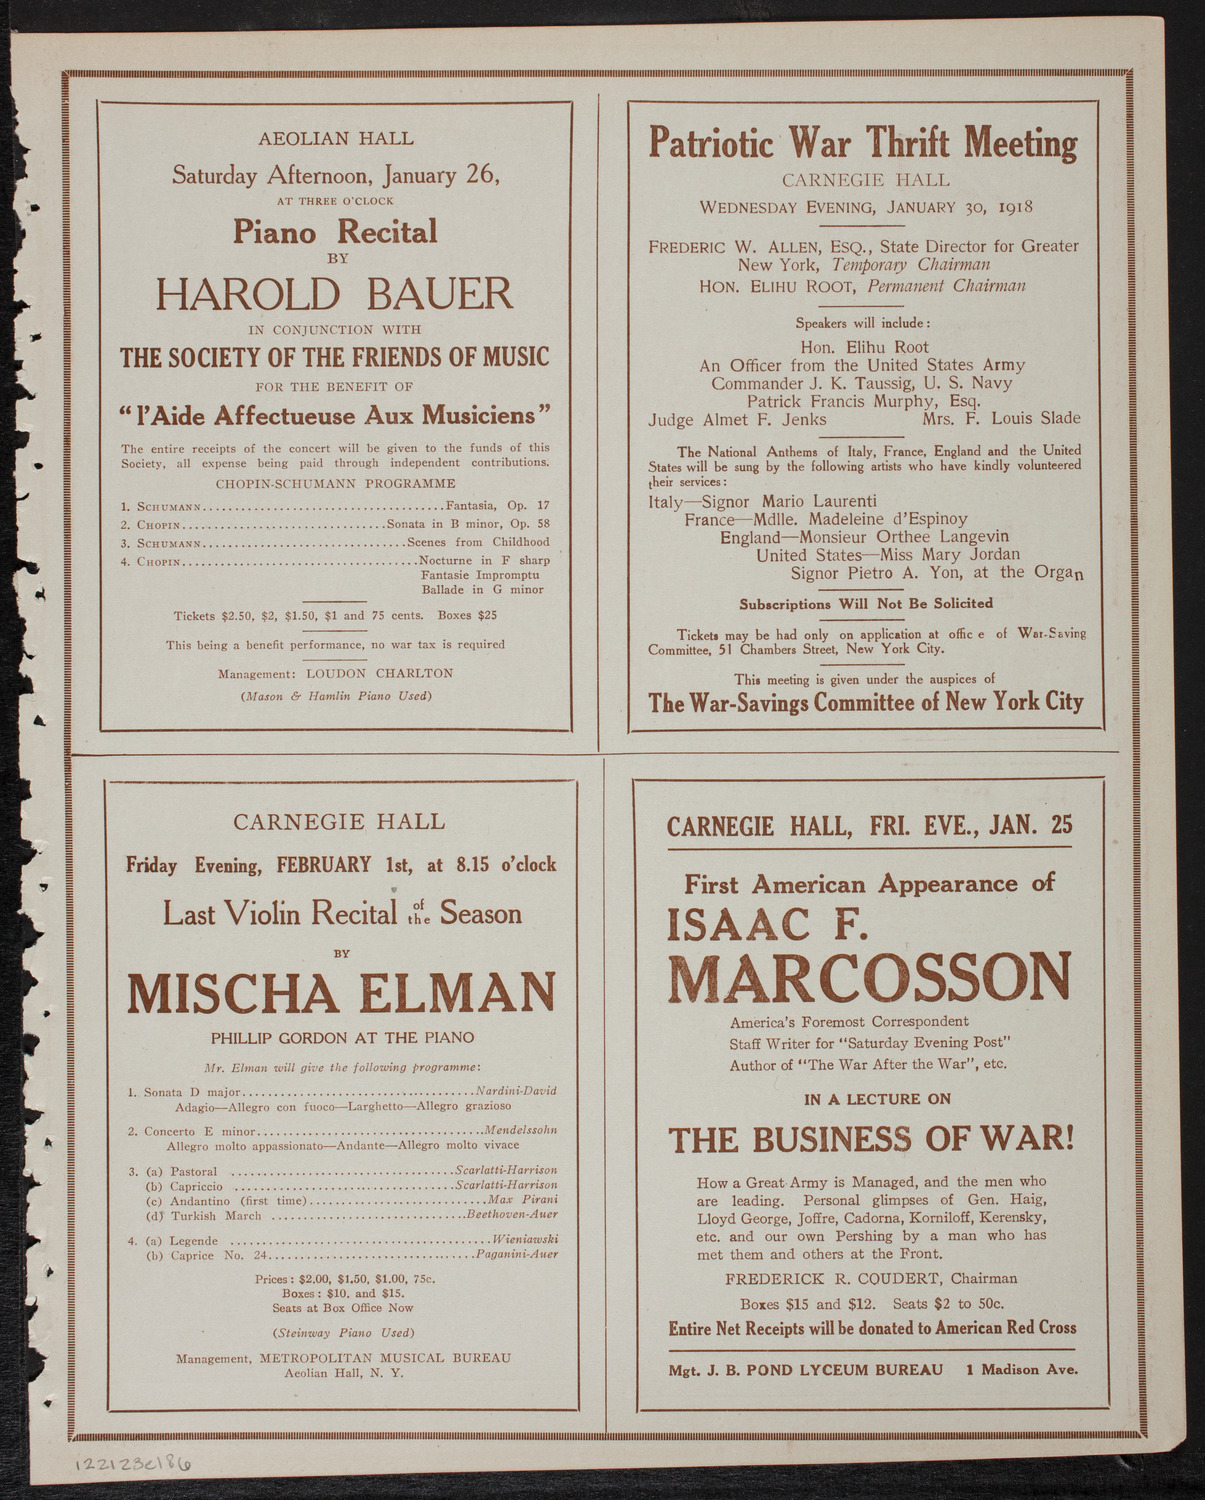 AEOLIAN HALL
Saturday Afternoon, January 26,
AT THREE O'CLOCK
Piano Recital
BY
HAROLD BAUER
IN CONJUNCTION WITH
THE SOCIETY OF THE FRIENDS OF MUSIC
FOR THE BENEFIT OF
"l'Aide Affectueuse Aux Musiciens"
The entire receipts of the concert will be given to the funds of this
Society, all expense being paid through independent contributions.
CHOPIN-SCHUMANN PROGRAMME
1. SCHUMANN........................................Fantasia, Op. 17
2. CHOPIN................................Sonata in B minor, Op. 58
3. SCHUMANN................................Scenes from Childhood
4. CHOPIN.....................................Nocturne in F sharp
Fantasie Impromptu
Ballade in G minor
Tickets $2.50, $2, $1.50, $1 and 75 cents. Boxes $25
This being a benefit performance, no war tax is required
Management: LOUDON CHARLTON
(Mason & Hamlin Piano Used)
Patriotic War Thrift Meeting
CARNEGIE HALL
WEDNESDAY EVENING, JANUARY 30, 1918
FREDERIC W. ALLEN, ESQ., State Director for Greater
New York, Temporary Chairman
HON. ELIHU ROOT, Permanent Chairman
Speakers will include:
Hon. Elihu Root
An Officer from the United States Army
Commander J. K. Taussig, U. S. Navy
Patrick Francis Murphy, Esq.
Judge Almet F. Jenks Mrs. F. Louis Slade
The National Anthems of Italy, France, England and the United
States will be sung by the following artists who have kindly volunteered
their services:
Italy—Signor Mario Laurenti
France—Mdlle. Madeleine d'Espinoy
England—Monsieur Orthee Langevin
United States—Miss Mary Jordan
Signor Pietro A. Yon, at the Organ
Subscriptions Will Not Be Solicited
Tickets may be had only on application at offic e of War-Saving
Committee, 51 Chambers Street, New York City.
This meeting is given under the auspices of
The War-Savings Committee of New York City
CARNEGIE HALL
Friday Evening, FEBRUARY 1st, at 8.15 o'clock
Last Violin Recital of the Season
BY
MISCHA ELMAN
PHILLIP GORDON AT THE PIANO
Mr. Elman will give the following programme:
1. Sonata D major.....................................Nardini-David
Adagio—Allegro con fuoco—Larghetto—Allegro grazioso
2. Concerto E minor....................................Mendelssohn
Allegro molto appassionato—Andante—Allegro molto vivace
3. (a) Pastoral ...................................Scarlatti-Harrison
(b) Capriccio ...................................Scarlatti-Harrison
(c) Andantino (first time)............................Max Pirani
(d) Turkish March ...............................Beethoven-Auer
4. (a) Legende .........................................Wieniawski
(b) Caprice No. 24.................................Paganini-Auer
Prices: $2.00, $1.50, $1.00, 75c.
Boxes: $10. and $15.
Seats at Box Office Now
(Steinway Piano Used)
Management, METROPOLITAN MUSICAL BUREAU
Aeolian Hall, N. Y.
CARNEGIE HALL, FRI. EVE., JAN. 25
First American Appearance of
ISAAC F.
MARCOSSON
America's Foremost Correspondent
Staff Writer for "Saturday Evening Post"
Author of "The War After the War", etc.
IN A LECTURE ON
THE BUSINESS OF WAR!
How a Great Army is Managed, and the men who
are leading. Personal glimpses of Gen. Haig,
Lloyd George, Joffre, Cadorna, Korniloff, Kerensky,
etc. and our own Pershing by a man who has
met them and others at the Front.
FREDERICK R. COUDERT, Chairman
Boxes $15 and $12. Seats $2 to 50c.
Entire Net Receipts will be donated to American Red Cross
Mgt. J. B. POND LYCEUM BUREAU 1 Madison Ave.
122123e186